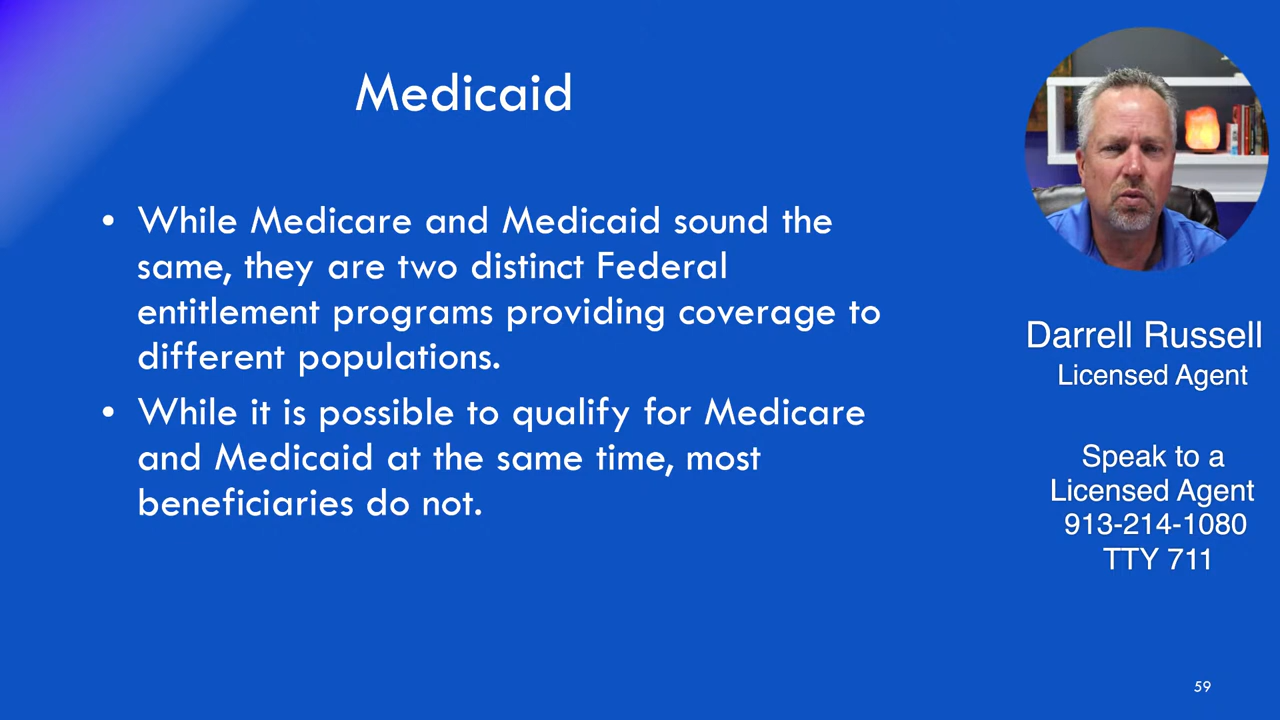 Medicaid
• While Medicare and Medicaid sound the
same, they are two distinct Federal
entitlement programs providing coverage to
different populations.
• While it is possible to qualify for Medicare
and Medicaid at the same time, most
beneficiaries do not.
Darrell Russell
Licensed Agent
Speak to a
Licensed Agent
913-214-1080
TTY 711
59